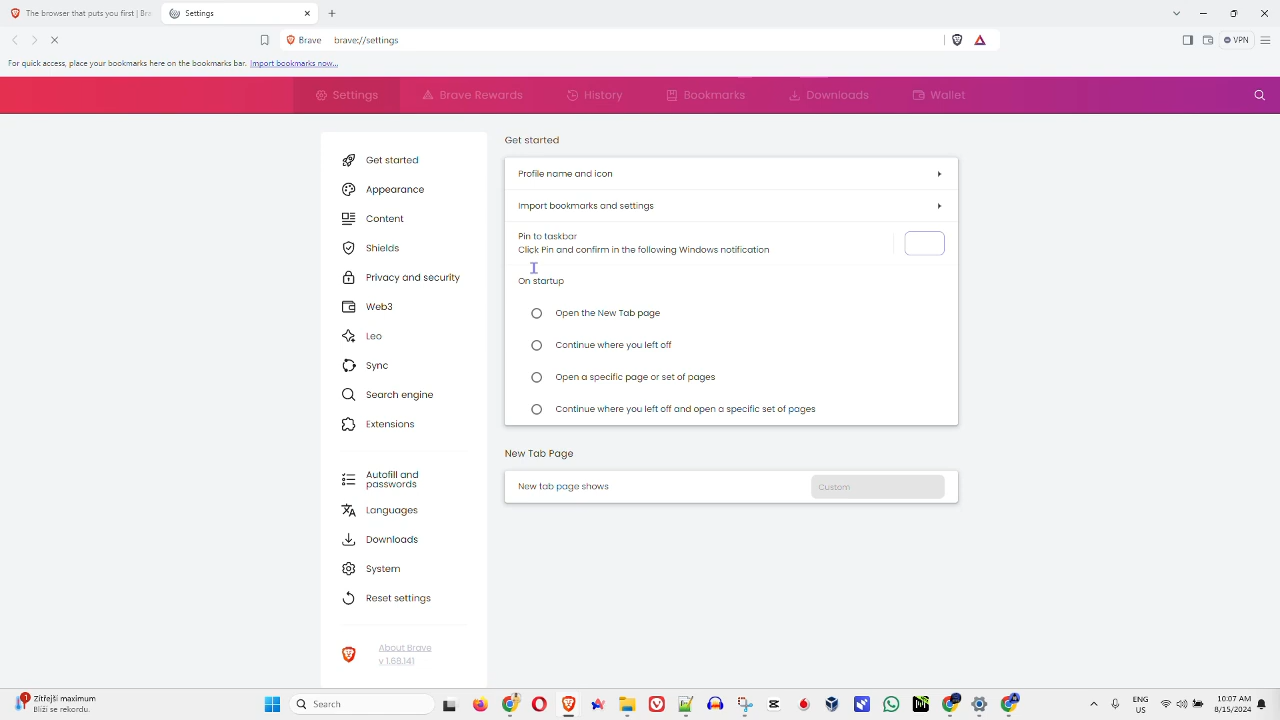 The browser that puts you first | Bra
Settings
Brave
brave://settings
VPN
For quick access, place your bookmarks here on the bookmarks bar. Import bookmarks now...
Settings
Brave Rewards
History
Bookmarks
Downloads
Wallet
Get started
Appearance
Content
Shields
Privacy and security
Web3
Leo
Sync
Search engine
Extensions
Autofill and
passwords
Languages
Downloads
System
Reset settings
About Brave
v 1.68.141
Get started
Profile name and icon
Import bookmarks and settings
Pin to taskbar
Click Pin and confirm in the following Windows notification
On startup
Open the New Tab page
Continue where you left off
Open a specific page or set of pages
Continue where you left off and open a specific set of pages
New Tab Page
New tab page shows
Custom
1
Zítřejší maximum
Blíží se rekordu.
Search
ENG
US
10:07 AM
8/15/2024